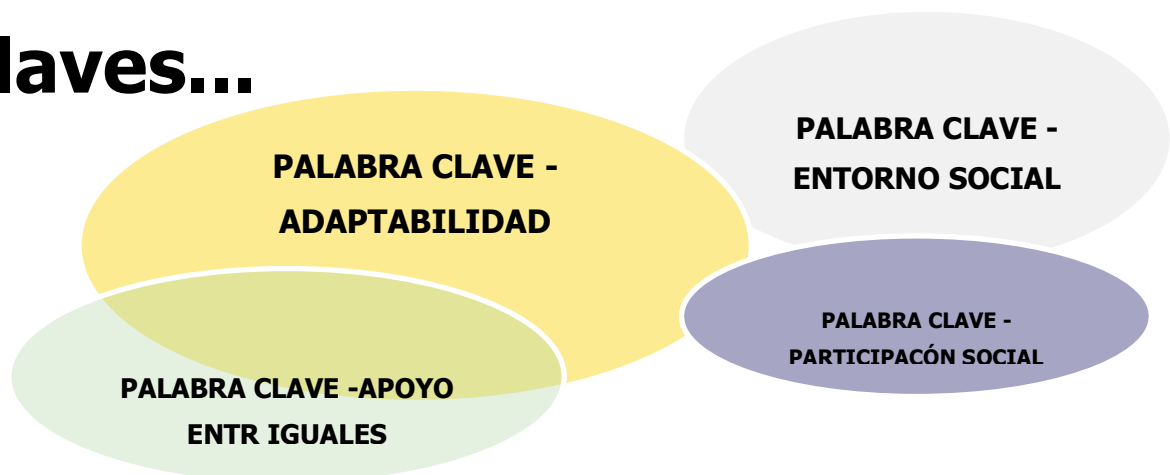 laves...
PALABRA CLAVE -
ADAPTABILIDAD
PALABRA CLAVE -
ENTORNO SOCIAL
PALABRA CLAVE -
PARTICIPACÓN SOCIAL
PALABRA CLAVE -APOYO
ENTR IGUALES